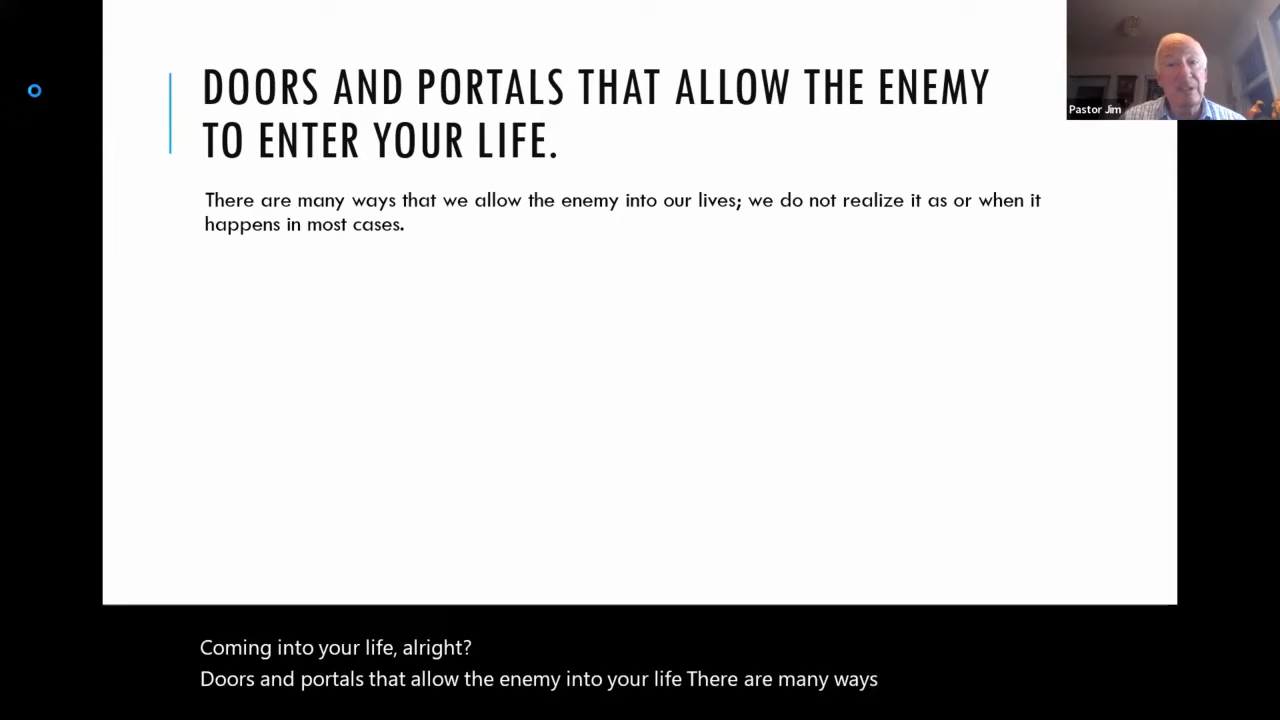 DOORS AND PORTALS THAT ALLOW THE ENEMY
TO ENTER YOUR LIFE.
Pastor Jim
There are many ways that we allow the enemy into our lives; we do not realize it as or when it
happens in most cases.
Coming into your life, alright?
Doors and portals that allow the enemy into your life There are many ways